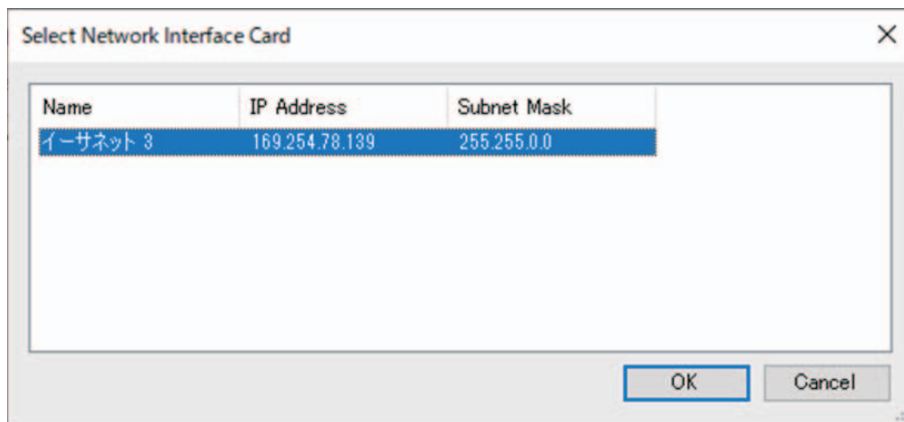 Select Network Interface Card
Name IP Address Subnet Mask
イーサネット 3 169.254.78.139 255.255.0.0
OK Cancel